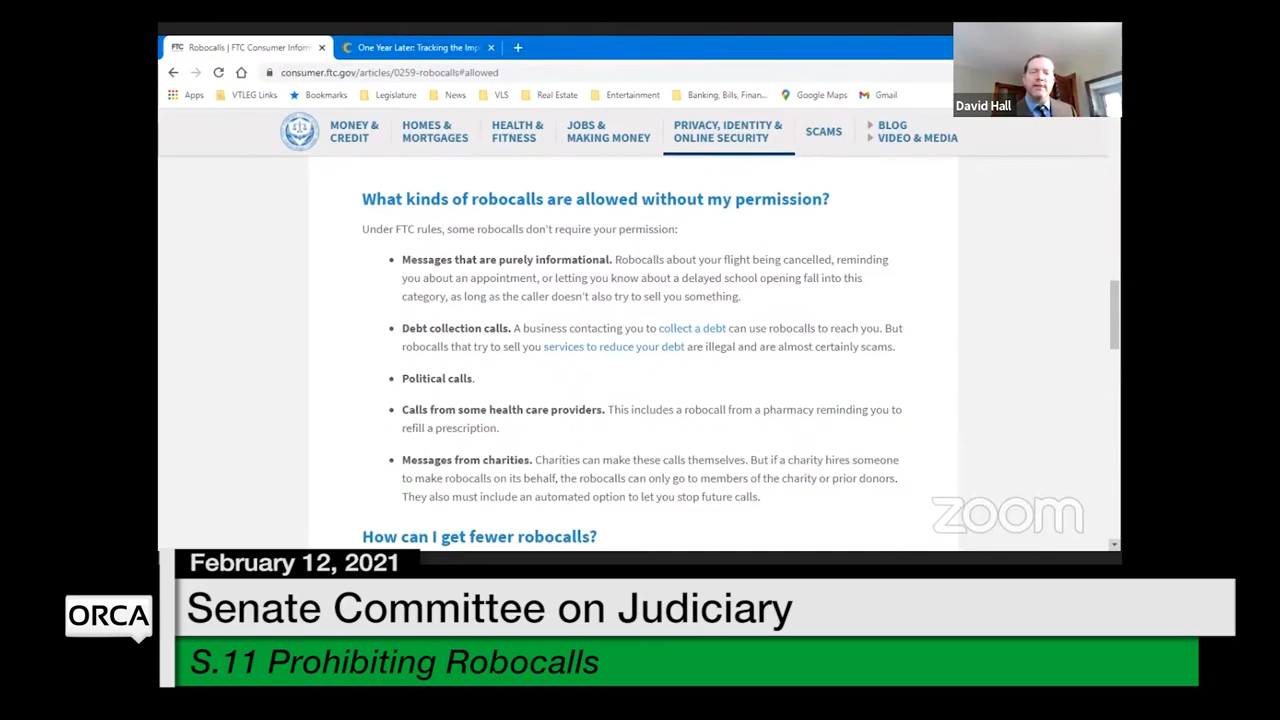 FTC Robocalls | FTC Consumer Inform
One Year Later: Tracking the Imp
consumer.ftc.gov/articles/0259-robocalls#allowed
Apps VTLEG Links Bookmarks Legislature News VLS Real Estate Entertainment Banking, Bills, Finan... Google Maps Gmail
David Hall
MONEY &
CREDIT
HOMES &
MORTGAGES
HEALTH &
FITNESS
JOBS &
MAKING MONEY
PRIVACY, IDENTITY &
ONLINE SECURITY
SCAMS
BLOG
VIDEO & MEDIA
What kinds of robocalls are allowed without my permission?
Under FTC rules, some robocalls don't require your permission:
• Messages that are purely informational. Robocalls about your flight being cancelled, reminding
you about an appointment, or letting you know about a delayed school opening fall into this
category, as long as the caller doesn't also try to sell you something.
• Debt collection calls. A business contacting you to collect a debt can use robocalls to reach you. But
robocalls that try to sell you services to reduce your debt are illegal and are almost certainly scams.
• Political calls.
• Calls from some health care providers. This includes a robocall from a pharmacy reminding you to
refill a prescription.
• Messages from charities. Charities can make these calls themselves. But if a charity hires someone
to make robocalls on its behalf, the robocalls can only go to members of the charity or prior donors.
They also must include an automated option to let you stop future calls.
How can I get fewer robocalls?
zoom
February 12, 2021
ORCA
Senate Committee on Judiciary
S.11 Prohibiting Robocalls